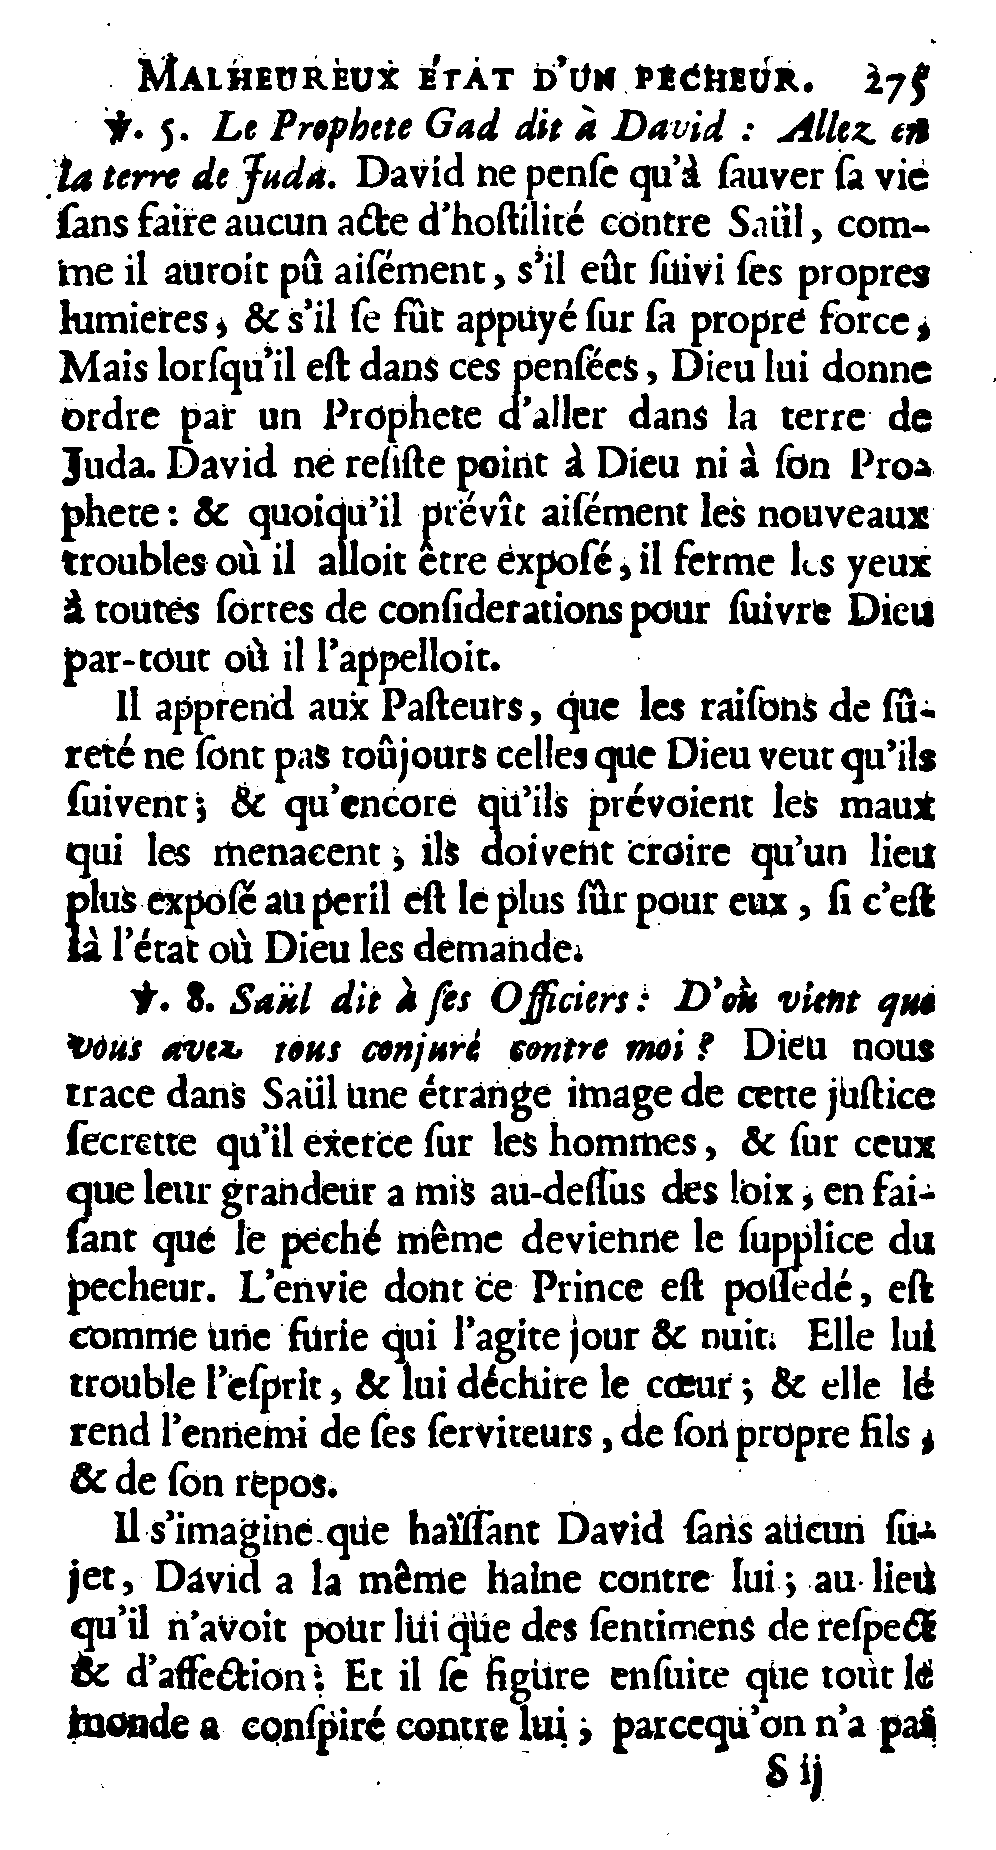 MALHEUREUX ÉTAT D'UN PÉCHEUR. 275
℣. 5. Le Prophete Gad dit à David : Allez en
la terre de Juda. David ne penſe qu'à ſauver ſa vie
ſans faire aucun acte d'hoſtilité contre Saül, com-
me il auroit pû aiſément, s'il eût ſuivi ſes propres
lumieres, & s'il ſe fût appuyé ſur ſa propre force,
Mais lorſqu'il eſt dans ces penſées, Dieu lui donne
ordre par un Prophete d'aller dans la terre de
Juda. David ne reſiſte point à Dieu ni à ſon Pro-
phete : & quoiqu'il prévît aiſément les nouveaux
troubles où il alloit être expoſé, il ferme les yeux
à toutes ſortes de conſiderations pour ſuivre Dieu
par-tout où il l'appelloit.
Il apprend aux Paſteurs, que les raiſons de ſû-
reté ne ſont pas toûjours celles que Dieu veut qu'ils
ſuivent ; & qu'encore qu'ils prévoient les maux
qui les menacent, ils doivent croire qu'un lieu
plus expoſé au peril eſt le plus ſûr pour eux, ſi c'eſt
là l'état où Dieu les demande.
℣. 8. Saül dit à ſes Officiers : D'où vient que
vous avez tous conjuré contre moi ? Dieu nous
trace dans Saül une étrange image de cette juſtice
ſecrette qu'il exerce ſur les hommes, & ſur ceux
que leur grandeur a mis au-deſſus des loix, en fai-
ſant que le peché même devienne le ſupplice du
pecheur. L'envie dont ce Prince eſt poſſedé, eſt
comme une furie qui l'agite jour & nuit. Elle lui
trouble l'eſprit, & lui déchire le cœur ; & elle le
rend l'ennemi de ſes ſerviteurs, de ſon propre fils,
& de ſon repos.
Il s'imagine que haïſſant David ſans aucun ſu-
jet, David a la même haine contre lui ; au lieu
qu'il n'avoit pour lui que des ſentimens de reſpect
& d'affection : Et il ſe figure enſuite que tout le
monde a conſpiré contre lui ; parcequ'on n'a pas
S ij